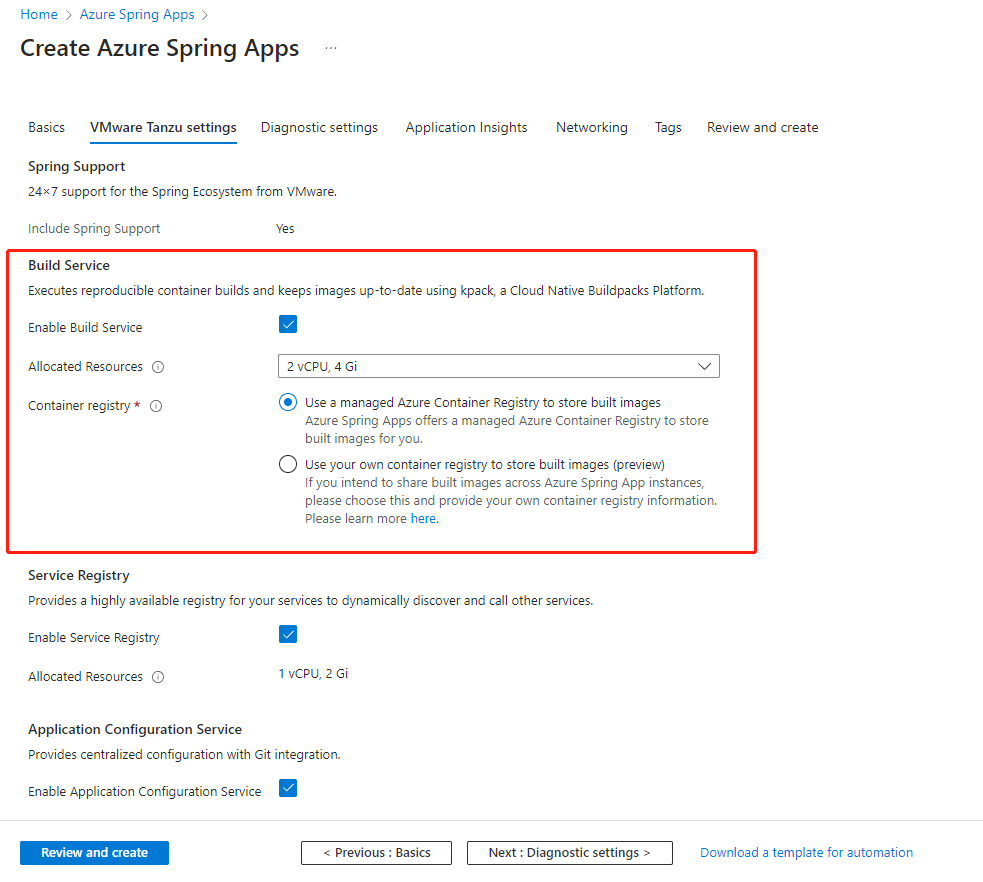 Home > Azure Spring Apps >
Create Azure Spring Apps ...
Basics VMware Tanzu settings Diagnostic settings Application Insights Networking Tags Review and create
Spring Support
24×7 support for the Spring Ecosystem from VMware.
Include Spring Support Yes
Build Service
Executes reproducible container builds and keeps images up-to-date using kpack, a Cloud Native Buildpacks Platform.
Enable Build Service
Allocated Resources 2 vCPU, 4 Gi
Container registry * Use a managed Azure Container Registry to store built images
Azure Spring Apps offers a managed Azure Container Registry to store
built images for you.
Use your own container registry to store built images (preview)
If you intend to share built images across Azure Spring App instances,
please choose this and provide your own container registry information.
Please learn more here.
Service Registry
Provides a highly available registry for your services to dynamically discover and call other services.
Enable Service Registry
Allocated Resources 1 vCPU, 2 Gi
Application Configuration Service
Provides centralized configuration with Git integration.
Enable Application Configuration Service
Review and create < Previous : Basics Next : Diagnostic settings > Download a template for automation